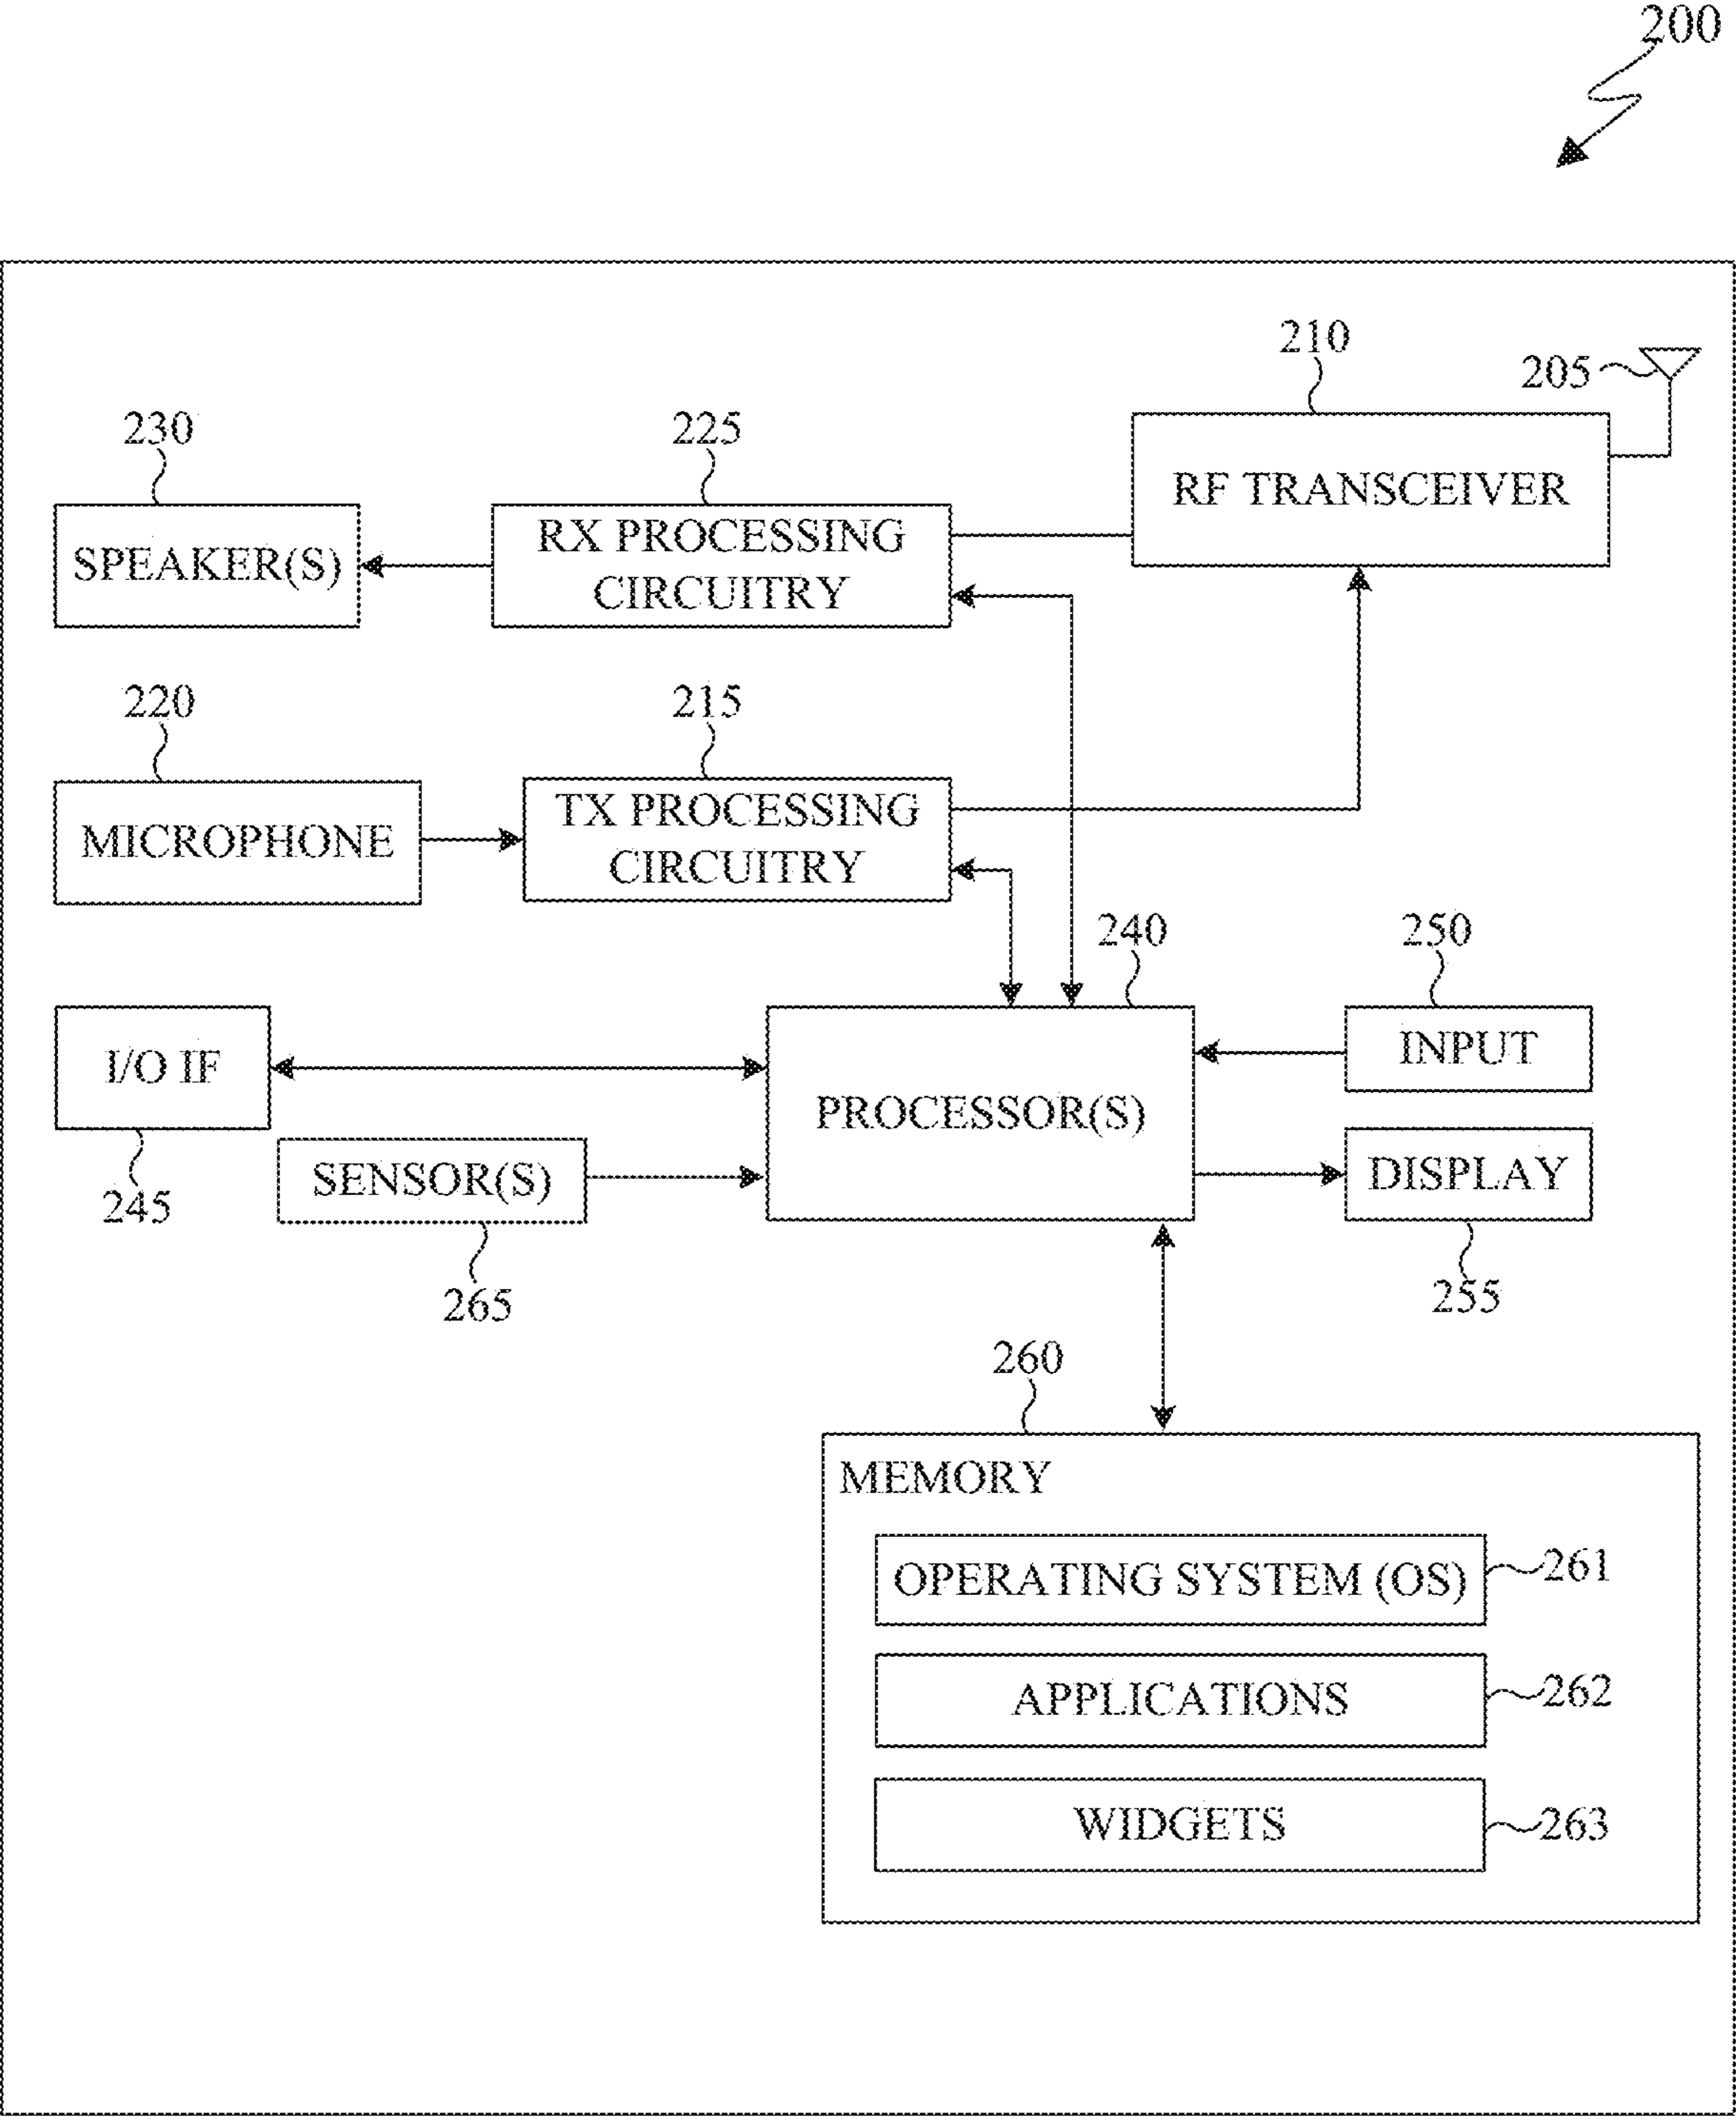 200
210
205
230
225
RF TRANSCEIVER
SPEAKER(S)
RX PROCESSING
CIRCUITRY
220
215
MICROPHONE
TX PROCESSING
CIRCUITRY
240
250
I/O IF
INPUT
PROCESSOR(S)
SENSOR(S)
DISPLAY
245
265
255
260
MEMORY
OPERATING SYSTEM (OS)
261
APPLICATIONS
262
WIDGETS
263